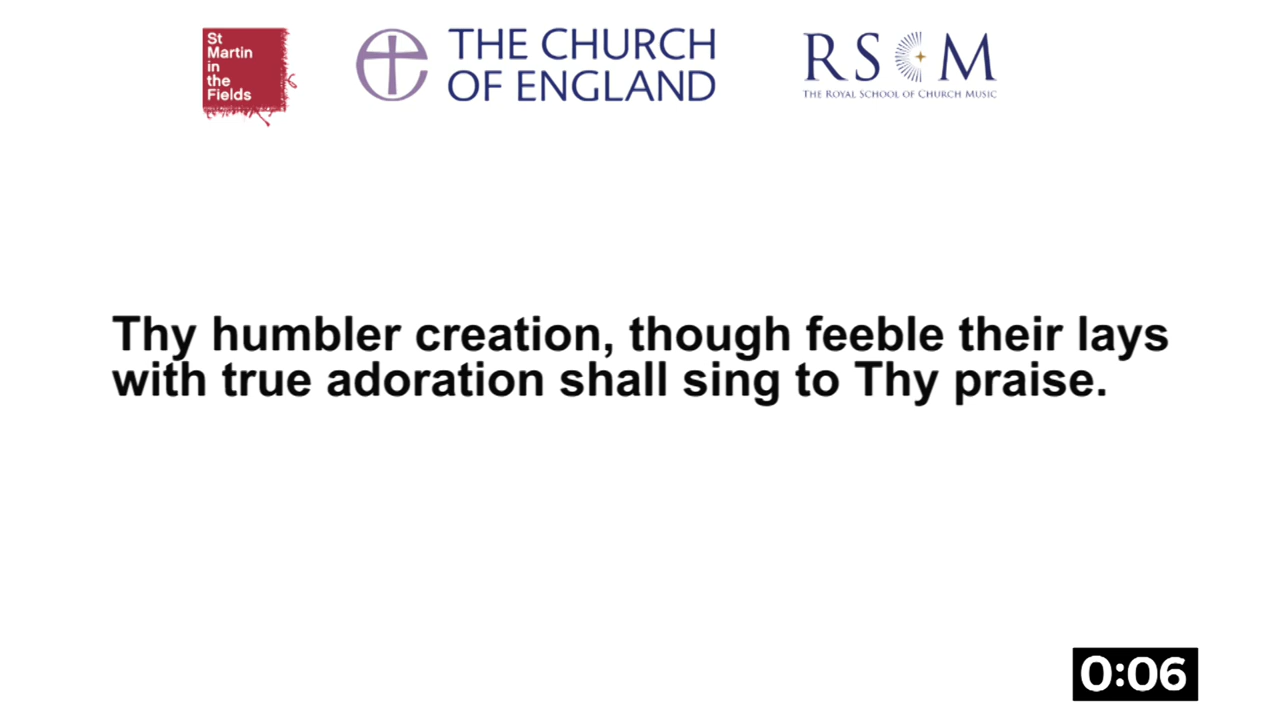 St
Martin
in
the
Fields
THE CHURCH
OF ENGLAND
RSCM
THE ROYAL SCHOOL OF CHURCH MUSIC
Thy humbler creation, though feeble their lays
with true adoration shall sing to Thy praise.
0:06